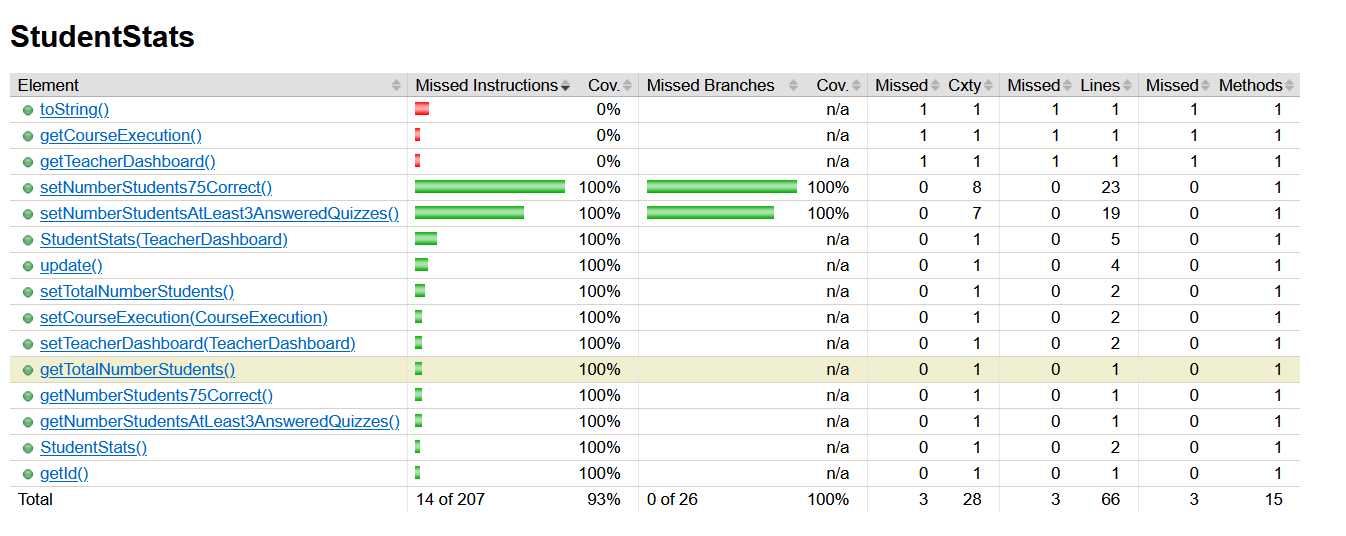 StudentStats
Element Missed Instructions Cov. Missed Branches Cov. Missed Cxty Missed Lines Missed Methods
toString() 0% n/a 1 1 1 1 1 1
getCourseExecution() 0% n/a 1 1 1 1 1 1
getTeacherDashboard() 0% n/a 1 1 1 1 1 1
setNumberStudents75Correct() 100% 100% 0 8 0 23 0 1
setNumberStudentsAtLeast3AnsweredQuizzes() 100% 100% 0 7 0 19 0 1
StudentStats(TeacherDashboard) 100% n/a 0 1 0 5 0 1
update() 100% n/a 0 1 0 4 0 1
setTotalNumberStudents() 100% n/a 0 1 0 2 0 1
setCourseExecution(CourseExecution) 100% n/a 0 1 0 2 0 1
setTeacherDashboard(TeacherDashboard) 100% n/a 0 1 0 2 0 1
getTotalNumberStudents() 100% n/a 0 1 0 1 0 1
getNumberStudents75Correct() 100% n/a 0 1 0 1 0 1
getNumberStudentsAtLeast3AnsweredQuizzes() 100% n/a 0 1 0 1 0 1
StudentStats() 100% n/a 0 1 0 2 0 1
getId() 100% n/a 0 1 0 1 0 1
Total 14 of 207 93% 0 of 26 100% 3 28 3 66 3 15